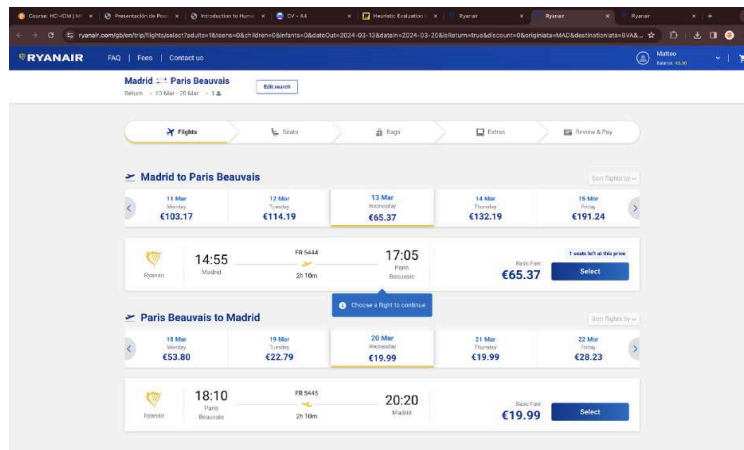 Course: HCI-IDM | Mi
Presentación de Powe
Introduction to Huma
CV - A4
Heuristic Evaluation
Ryanair
Ryanair
Ryanair
ryanair.com/gb/en/trip/flights/select?adults=1&teens=0&children=0&infants=0&dateOut=2024-03-13&dateIn=2024-03-20&isReturn=true&discount=0&originIata=MAD&destinationIata=BVA&...
RYANAIR
FAQ | Fees | Contact us
Matteo
Balance: €0.00
Madrid Paris Beauvais
Return • 13 Mar - 20 Mar • 1
Edit search
Flights
Seats
Bags
Extras
Review & Pay
Madrid to Paris Beauvais
Sort flights by
11 Mar
Monday
€103.17
12 Mar
Tuesday
€114.19
13 Mar
Wednesday
€65.37
14 Mar
Thursday
€132.19
15 Mar
Friday
€191.24
Ryanair
14:55
Madrid
FR 5444
2h 10m
17:05
Paris
Beauvais
Basic Fare
€65.37
1 seats left at this price
Select
Choose a flight to continue
Paris Beauvais to Madrid
Sort flights by
18 Mar
Monday
€53.80
19 Mar
Tuesday
€22.79
20 Mar
Wednesday
€19.99
21 Mar
Thursday
€19.99
22 Mar
Friday
€28.23
Ryanair
18:10
Paris
Beauvais
FR 5445
2h 10m
20:20
Madrid
Basic Fare
€19.99
Select